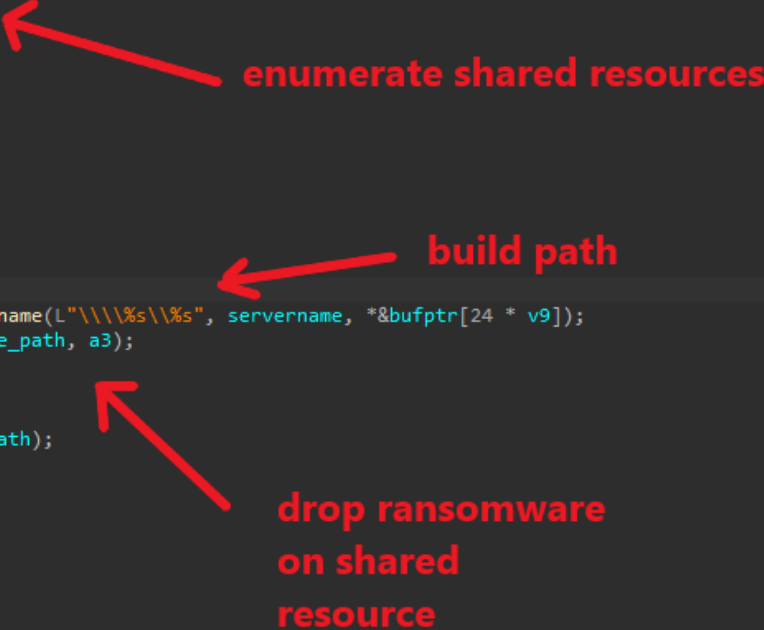 enumerate shared resources
build path
name(L"\\\\%s\\%s", servername, *&bufptr[24 * v9]);
e_path, a3);
ath);
drop ransomware
on shared
resource